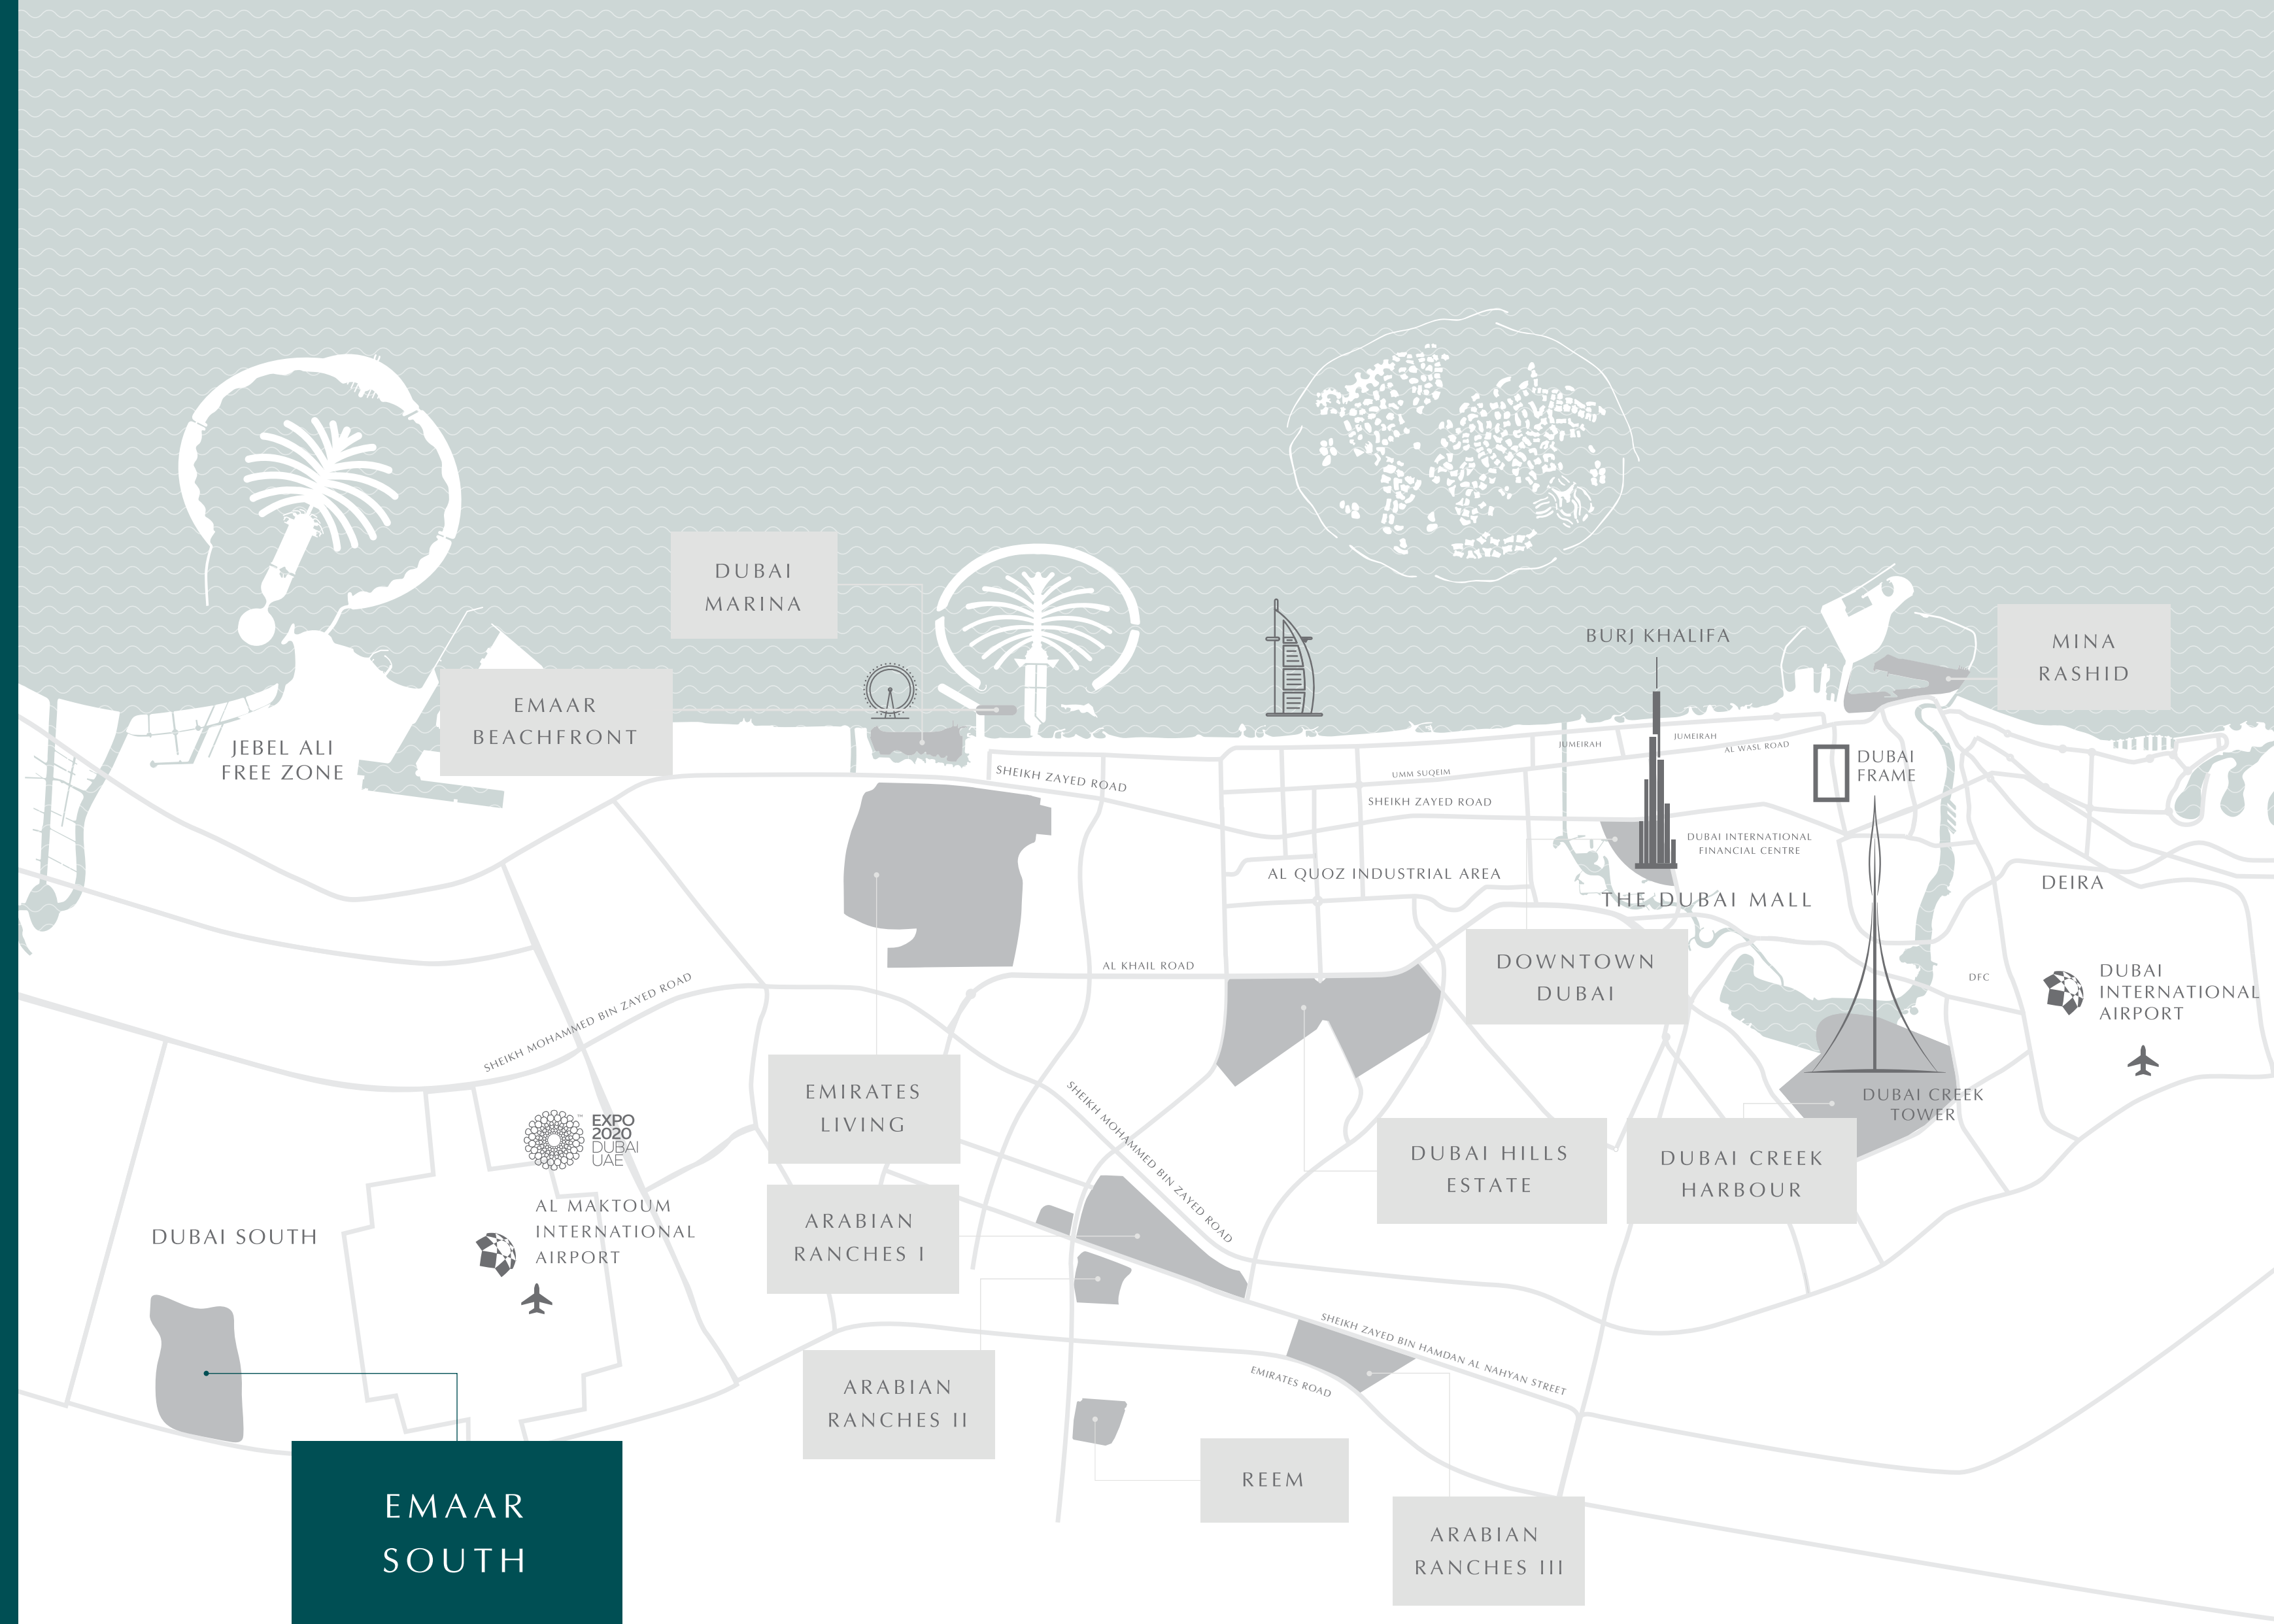 DUBAI
MARINA
BURJ KHALIFA
MINA
RASHID
EMAAR
BEACHFRONT
JEBEL ALI
FREE ZONE
JUMEIRAH
JUMEIRAH
AL WASL ROAD
DUBAI
FRAME
SHEIKH ZAYED ROAD
UMM SUQEIM
SHEIKH ZAYED ROAD
DUBAI INTERNATIONAL
FINANCIAL CENTRE
AL QUOZ INDUSTRIAL AREA
THE DUBAI MALL
DEIRA
DOWNTOWN
DUBAI
AL KHAIL ROAD
DFC
DUBAI
INTERNATIONAL
AIRPORT
SHEIKH MOHAMMED BIN ZAYED ROAD
EMIRATES
LIVING
SHEIKH MOHAMMED BIN ZAYED ROAD
DUBAI CREEK
TOWER
EXPO
2020
DUBAI
UAE
™
DUBAI HILLS
ESTATE
DUBAI CREEK
HARBOUR
AL MAKTOUM
INTERNATIONAL
AIRPORT
DUBAI SOUTH
ARABIAN
RANCHES I
SHEIKH ZAYED BIN HAMDAN AL NAHYAN STREET
EMIRATES ROAD
ARABIAN
RANCHES II
REEM
EMAAR
SOUTH
ARABIAN
RANCHES III